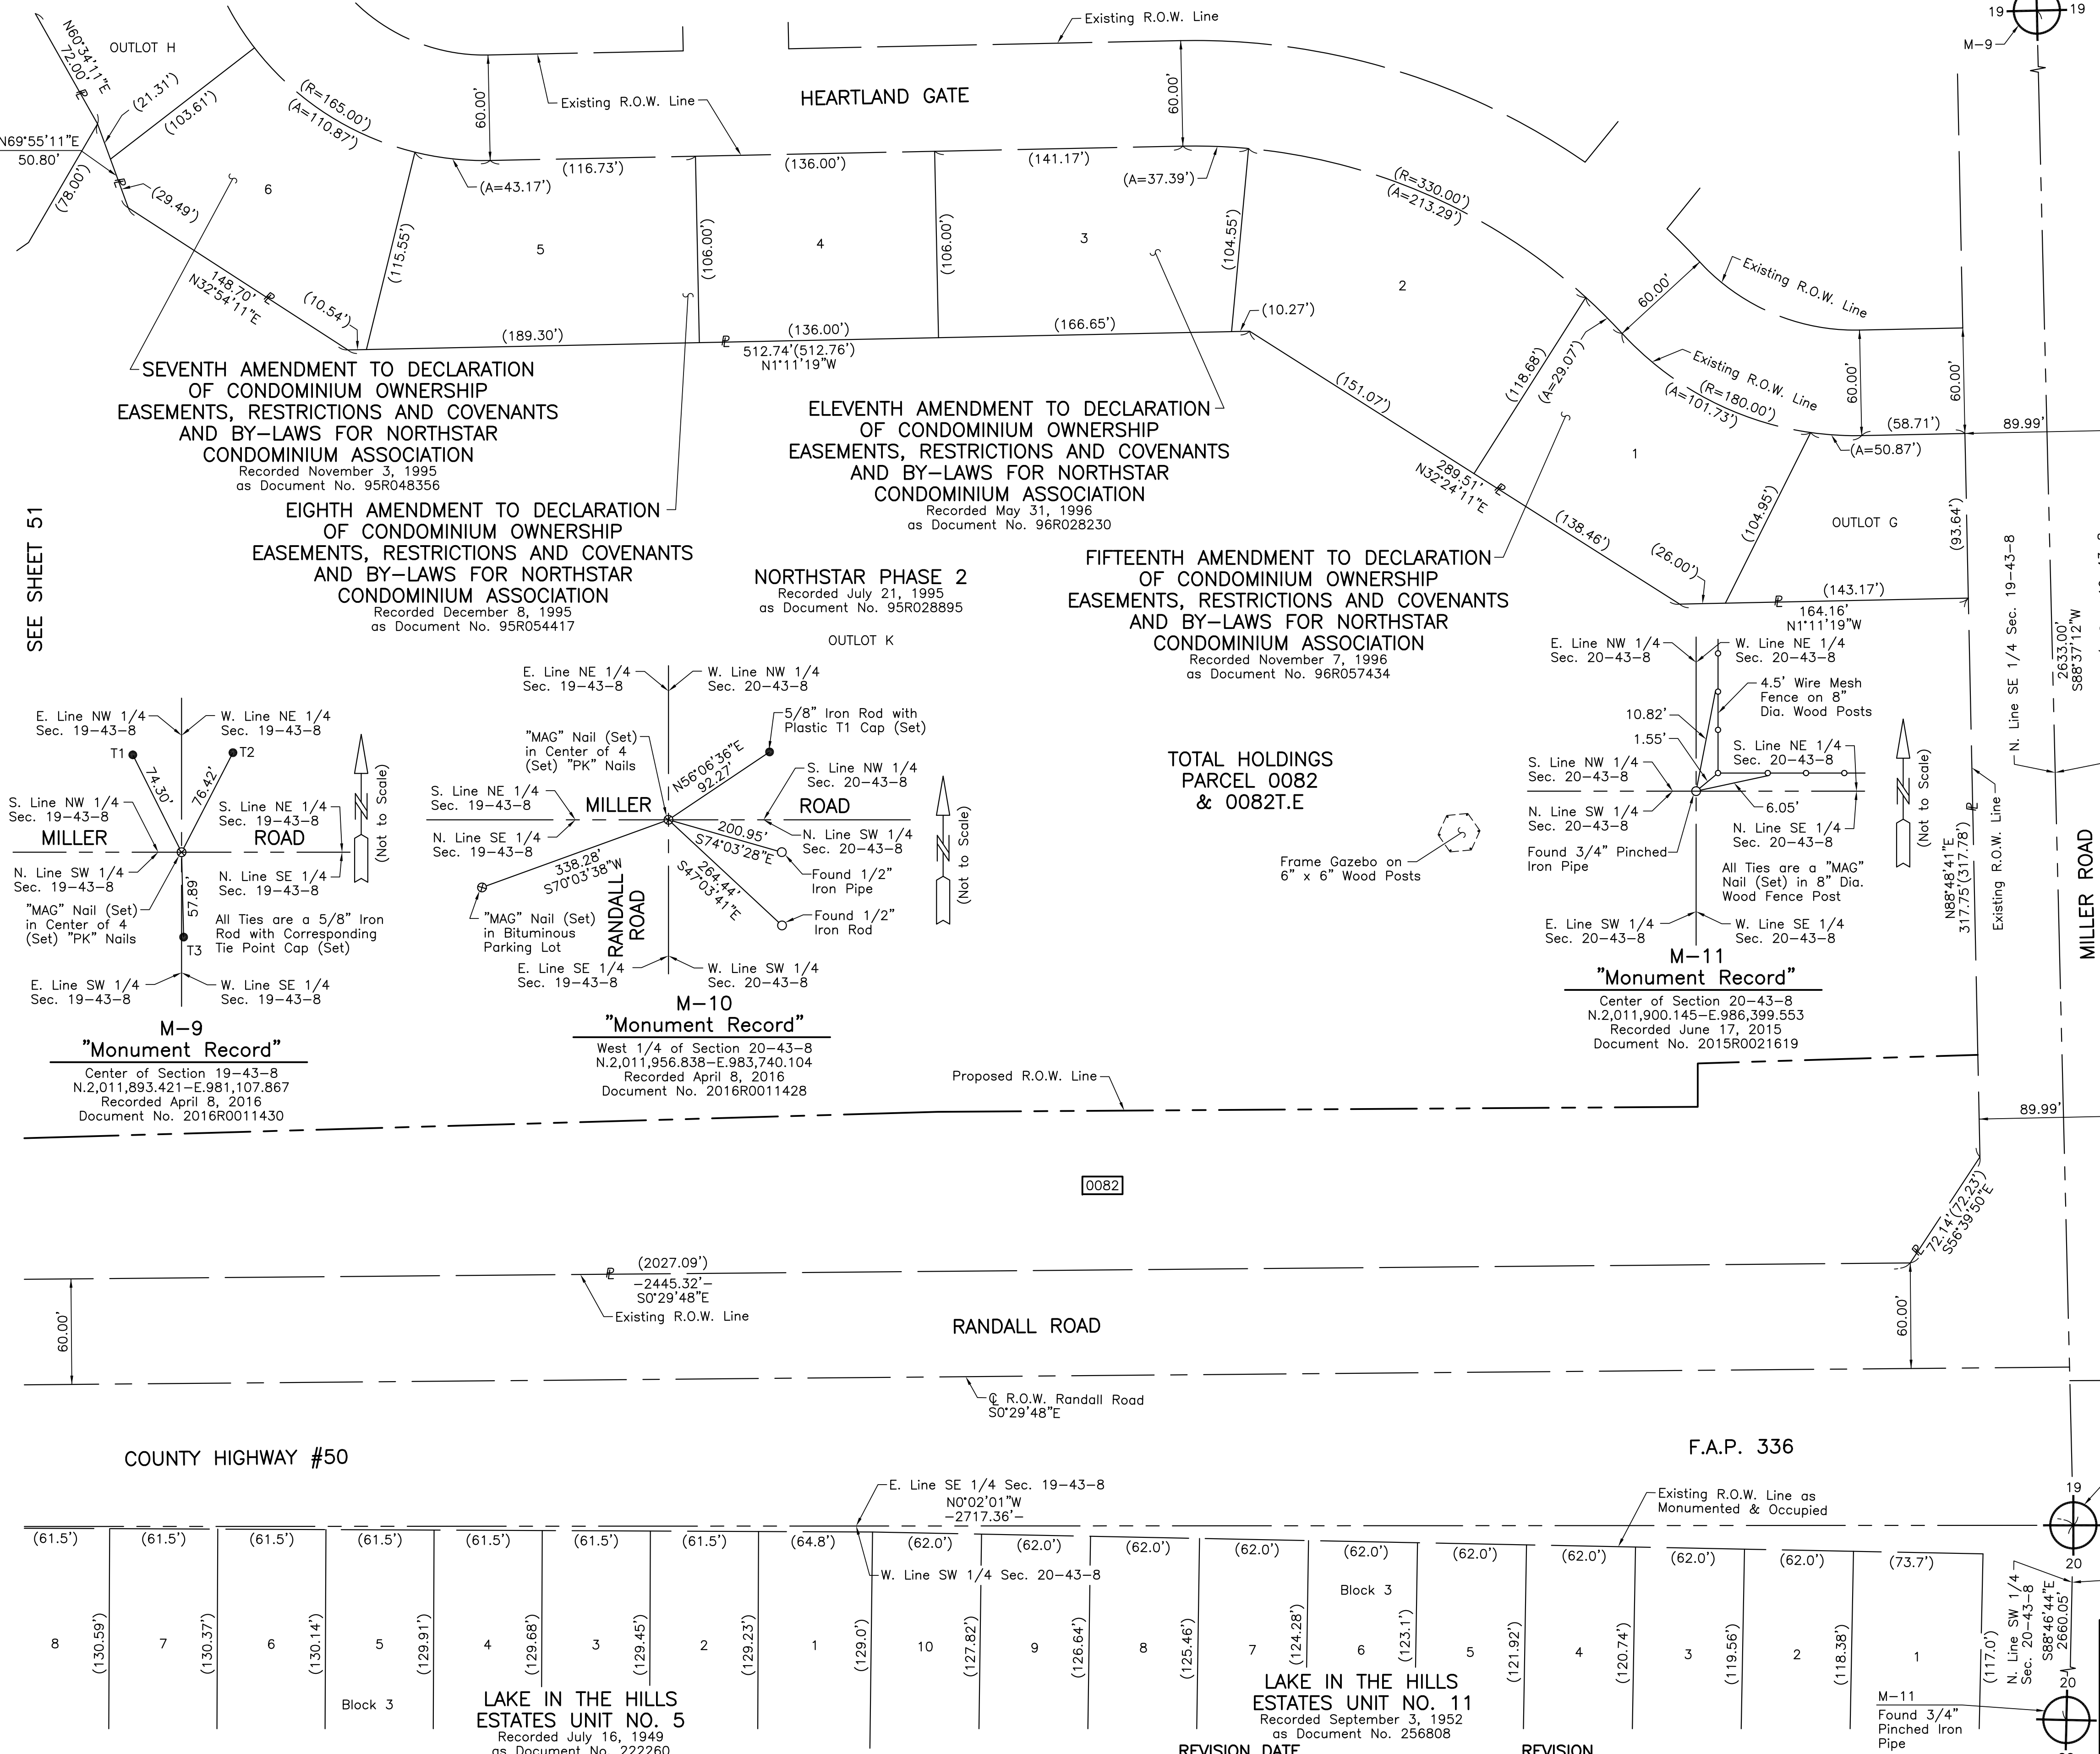 Existing R.O.W. Line
19
19
M-9
N60°34'11"E
72.00'
OUTLOT H
(21.31')
(103.61')
(R=165.00')
(A=110.87')
60.00'
Existing R.O.W. Line
HEARTLAND GATE
60.00'
N69°55'11"E
50.80'
(78.00')
(29.49')
6
(A=43.17')
(116.73')
(136.00')
(141.17')
(A=37.39')
(R=330.00')
(A=213.29')
(115.55')
5
(106.00')
4
(106.00')
3
(104.55')
2
60.00'
Existing R.O.W. Line
148.70'
N32°54'11"E
(10.54')
(189.30')
(136.00')
512.74'(512.76')
N1°11'19"W
(166.65')
(10.27')
(151.07')
(118.68')
(A=29.07')
Existing R.O.W. Line
(R=180.00')
(A=101.73')
60.00'
60.00'
(58.71')
89.99'
(A=50.87')
1
289.51'
N32°24'11"E
(138.46')
(26.00')
(104.95')
OUTLOT G
(93.64')
(143.17')
164.16'
N1°11'19"W
SEVENTH AMENDMENT TO DECLARATION
OF CONDOMINIUM OWNERSHIP
EASEMENTS, RESTRICTIONS AND COVENANTS
AND BY-LAWS FOR NORTHSTAR
CONDOMINIUM ASSOCIATION
Recorded November 3, 1995
as Document No. 95R048356
EIGHTH AMENDMENT TO DECLARATION
OF CONDOMINIUM OWNERSHIP
EASEMENTS, RESTRICTIONS AND COVENANTS
AND BY-LAWS FOR NORTHSTAR
CONDOMINIUM ASSOCIATION
Recorded December 8, 1995
as Document No. 95R054417
ELEVENTH AMENDMENT TO DECLARATION
OF CONDOMINIUM OWNERSHIP
EASEMENTS, RESTRICTIONS AND COVENANTS
AND BY-LAWS FOR NORTHSTAR
CONDOMINIUM ASSOCIATION
Recorded May 31, 1996
as Document No. 96R028230
NORTHSTAR PHASE 2
Recorded July 21, 1995
as Document No. 95R028895
OUTLOT K
FIFTEENTH AMENDMENT TO DECLARATION
OF CONDOMINIUM OWNERSHIP
EASEMENTS, RESTRICTIONS AND COVENANTS
AND BY-LAWS FOR NORTHSTAR
CONDOMINIUM ASSOCIATION
Recorded November 7, 1996
as Document No. 96R057434
SEE SHEET 51
N. Line SE 1/4 Sec. 19-43-8
2633.00'
S88°37'12"W
E. Line NW 1/4
Sec. 19-43-8
W. Line NE 1/4
Sec. 19-43-8
T1
T2
74.30'
76.42'
S. Line NW 1/4
Sec. 19-43-8
S. Line NE 1/4
Sec. 19-43-8
MILLER
ROAD
N. Line SW 1/4
Sec. 19-43-8
N. Line SE 1/4
Sec. 19-43-8
57.89'
"MAG" Nail (Set)
in Center of 4
(Set) "PK" Nails
All Ties are a 5/8" Iron
Rod with Corresponding
Tie Point Cap (Set)
T3
E. Line SW 1/4
Sec. 19-43-8
W. Line SE 1/4
Sec. 19-43-8
N
(Not to Scale)
M-9
"Monument Record"
Center of Section 19-43-8
N.2,011,893.421-E.981,107.867
Recorded April 8, 2016
Document No. 2016R0011430
E. Line NE 1/4
Sec. 19-43-8
W. Line NW 1/4
Sec. 20-43-8
5/8" Iron Rod with
Plastic T1 Cap (Set)
"MAG" Nail (Set)
in Center of 4
(Set) "PK" Nails
N56°06'36"E
92.27'
S. Line NW 1/4
Sec. 20-43-8
S. Line NE 1/4
Sec. 19-43-8
MILLER
ROAD
N. Line SE 1/4
Sec. 19-43-8
200.95'
S74°03'28"E
N. Line SW 1/4
Sec. 20-43-8
338.28'
S70°03'38"W
264.44'
S47°03'41"E
Found 1/2"
Iron Pipe
Found 1/2"
Iron Rod
"MAG" Nail (Set)
in Bituminous
Parking Lot
RANDALL
ROAD
E. Line SE 1/4
Sec. 19-43-8
W. Line SW 1/4
Sec. 20-43-8
N
(Not to Scale)
M-10
"Monument Record"
West 1/4 of Section 20-43-8
N.2,011,956.838-E.983,740.104
Recorded April 8, 2016
Document No. 2016R0011428
TOTAL HOLDINGS
PARCEL 0082
& 0082T.E
Frame Gazebo on
6" x 6" Wood Posts
E. Line NW 1/4
Sec. 20-43-8
W. Line NE 1/4
Sec. 20-43-8
4.5' Wire Mesh
Fence on 8"
Dia. Wood Posts
10.82'
1.55'
S. Line NE 1/4
Sec. 20-43-8
S. Line NW 1/4
Sec. 20-43-8
N. Line SW 1/4
Sec. 20-43-8
6.05'
N. Line SE 1/4
Sec. 20-43-8
Found 3/4" Pinched
Iron Pipe
All Ties are a "MAG"
Nail (Set) in 8" Dia.
Wood Fence Post
E. Line SW 1/4
Sec. 20-43-8
W. Line SE 1/4
Sec. 20-43-8
N
(Not to Scale)
M-11
"Monument Record"
Center of Section 20-43-8
N.2,011,900.145-E.986,399.553
Recorded June 17, 2015
Document No. 2015R0021619
N88°48'41"E
317.75'(317.78')
Existing R.O.W. Line
MILLER ROAD
Proposed R.O.W. Line
89.99'
0082
72.14'(72.23')
S56°39'50"E
(2027.09')
-2445.32'-
S0°29'48"E
Existing R.O.W. Line
60.00'
RANDALL ROAD
60.00'
℄ R.O.W. Randall Road
S0°29'48"E
COUNTY HIGHWAY #50
F.A.P. 336
E. Line SE 1/4 Sec. 19-43-8
N0°02'01"W
-2717.36'-
Existing R.O.W. Line as
Monumented & Occupied
19
20
(61.5') (61.5') (61.5') (61.5') (61.5') (61.5') (61.5') (64.8') (62.0') (62.0') (62.0') (62.0') (62.0') (62.0') (62.0') (62.0') (62.0') (73.7')
W. Line SW 1/4 Sec. 20-43-8
Block 3
8 (130.59') 7 (130.37') 6 (130.14') 5 (129.91') 4 (129.68') 3 (129.45') 2 (129.23') 1 (129.0') 10 (127.82') 9 (126.64') 8 (125.46') 7 (124.28') 6 (123.1') 5 (121.92') 4 (120.74') 3 (119.56') 2 (118.38') 1 (117.0')
N. Line SW 1/4
Sec. 20-43-8
S88°46'44"E
2660.05'
Block 3
LAKE IN THE HILLS
ESTATES UNIT NO. 5
Recorded July 16, 1949
as Document No. 222260
LAKE IN THE HILLS
ESTATES UNIT NO. 11
Recorded September 3, 1952
as Document No. 256808
20
M-11
Found 3/4"
Pinched Iron
Pipe
REVISION DATE
REVISION